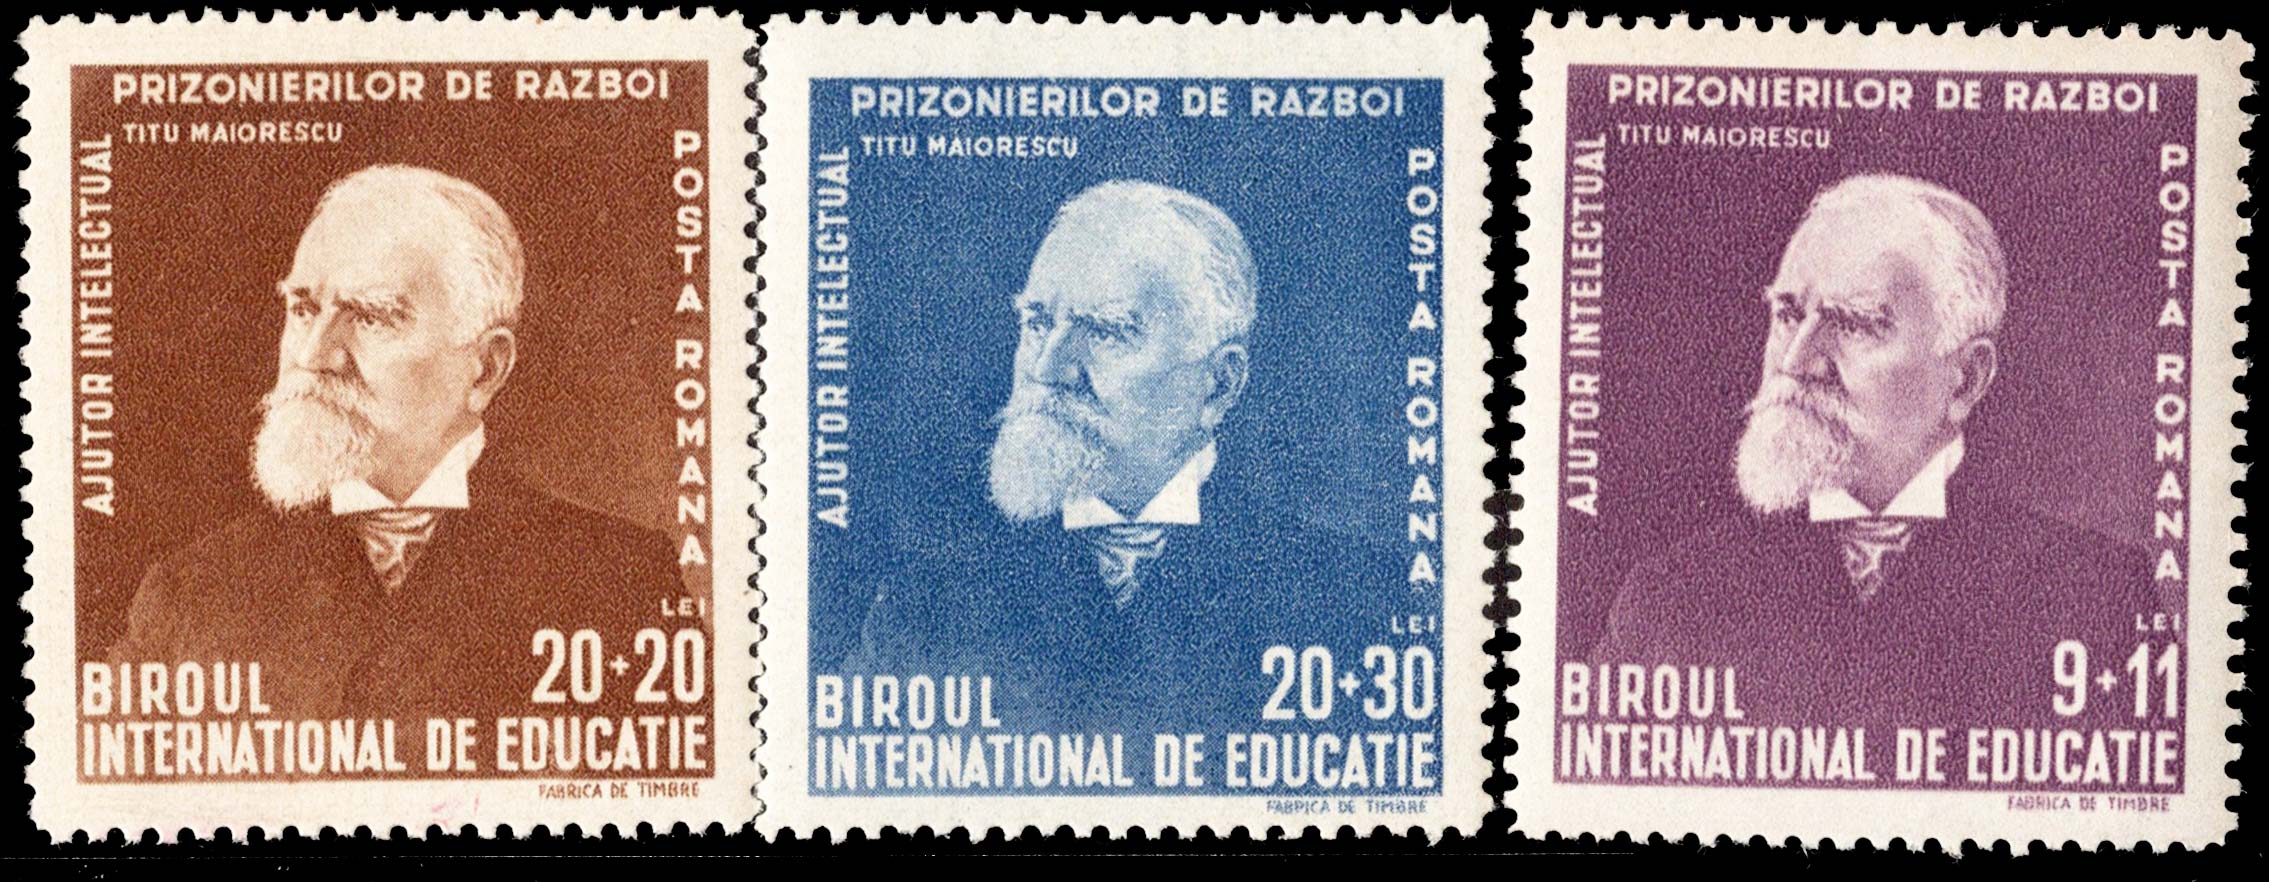 PRIZONIERILOR DE RAZBOI
TITU MAIORESCU
AJUTOR INTELECTUAL
POSTA ROMANA
LEI
20+20
BIROUL
INTERNATIONAL DE EDUCATIE
FABRICA DE TIMBRE
PRIZONIERILOR DE RAZBOI
TITU MAIORESCU
AJUTOR INTELECTUAL
POSTA ROMANA
LEI
20+30
BIROUL
INTERNATIONAL DE EDUCATIE
FABRICA DE TIMBRE
PRIZONIERILOR DE RAZBOI
TITU MAIORESCU
AJUTOR INTELECTUAL
POSTA ROMANA
LEI
9+11
BIROUL
INTERNATIONAL DE EDUCATIE
FABRICA DE TIMBRE